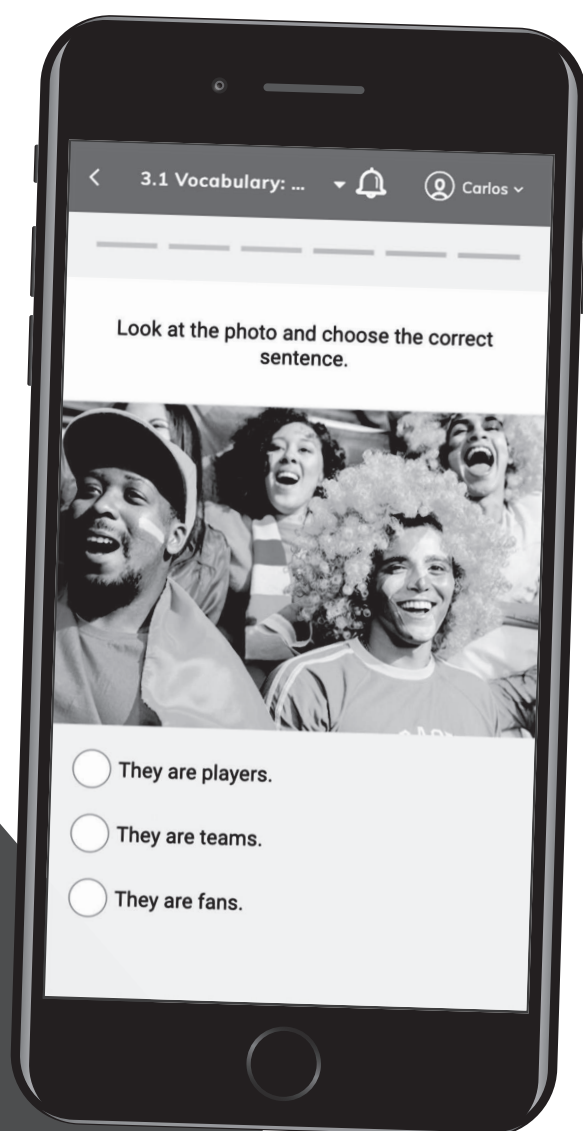 3.1 Vocabulary: ...
Carlos
Look at the photo and choose the correct
sentence.
They are players.
They are teams.
They are fans.